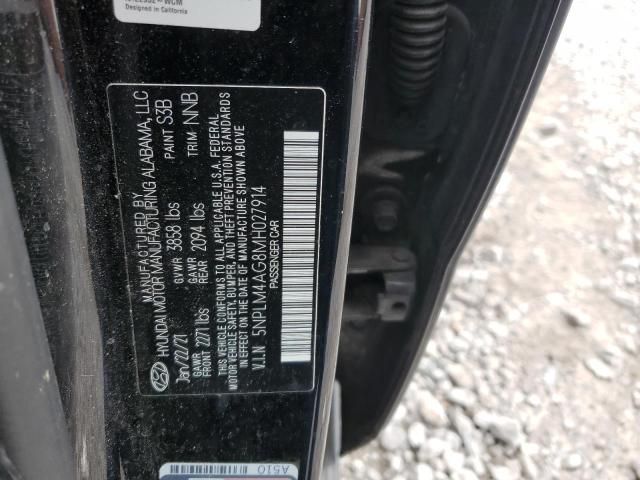 Designed in California
MANUFACTURED BY
HYUNDAI MOTOR MANUFACTURING ALABAMA, LLC
Jan/22/21 GVWR 3858 lbs PAINT S3B
GAWR FRONT 2271 lbs GAWR REAR 2094 lbs TRIM: NNB
THIS VEHICLE CONFORMS TO ALL APPLICABLE U.S.A. FEDERAL
MOTOR VEHICLE SAFETY, BUMPER, AND THEFT PREVENTION STANDARDS
IN EFFECT ON THE DATE OF MANUFACTURE SHOWN ABOVE
V.I.N 5NPLM4AG8MH027914
PASSENGER CAR
A510